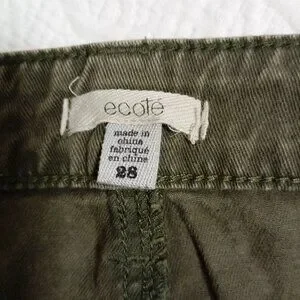 ecoté
made in
china
fabriqué
en chine
28